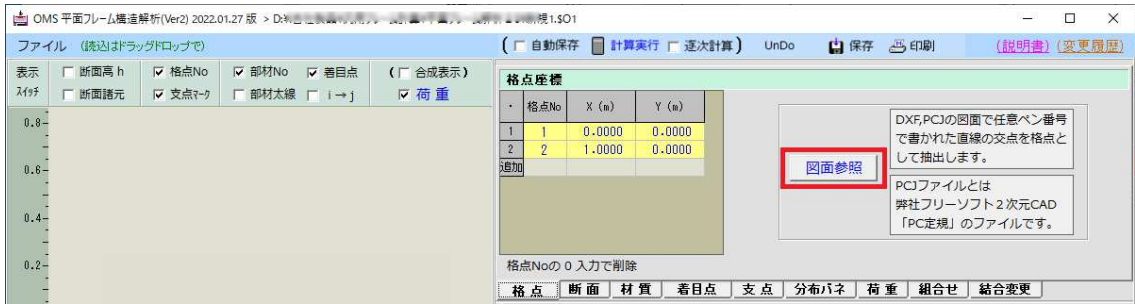 OMS 平面フレーム構造解析(Ver2) 2022.01.27 版 > D:¥
規1.$O1
ファイル (読込はドラッグドロップで)
( 自動保存 計算実行 逐次計算 ) UnDo 保存 印刷 (説明書) (変更履歴)
表示 断面高 h 格点No 部材No 着目点 ( 合成表示 )
スイッチ 断面諸元 支点マーク 部材太線 i→j 荷 重
0.8
0.6
0.4
0.2
格点座標
・ 格点No X (m) Y (m)
1 1 0.0000 0.0000
2 2 1.0000 0.0000
追加
図面参照
DXF,PCJの図面で任意ペン番号
で書かれた直線の交点を格点と
して抽出します。
PCJファイルとは
弊社フリーソフト2次元CAD
「PC定規」のファイルです。
格点Noの 0 入力で削除
格 点 断 面 材 質 着目点 支 点 分布バネ 荷 重 組合せ 結合変更